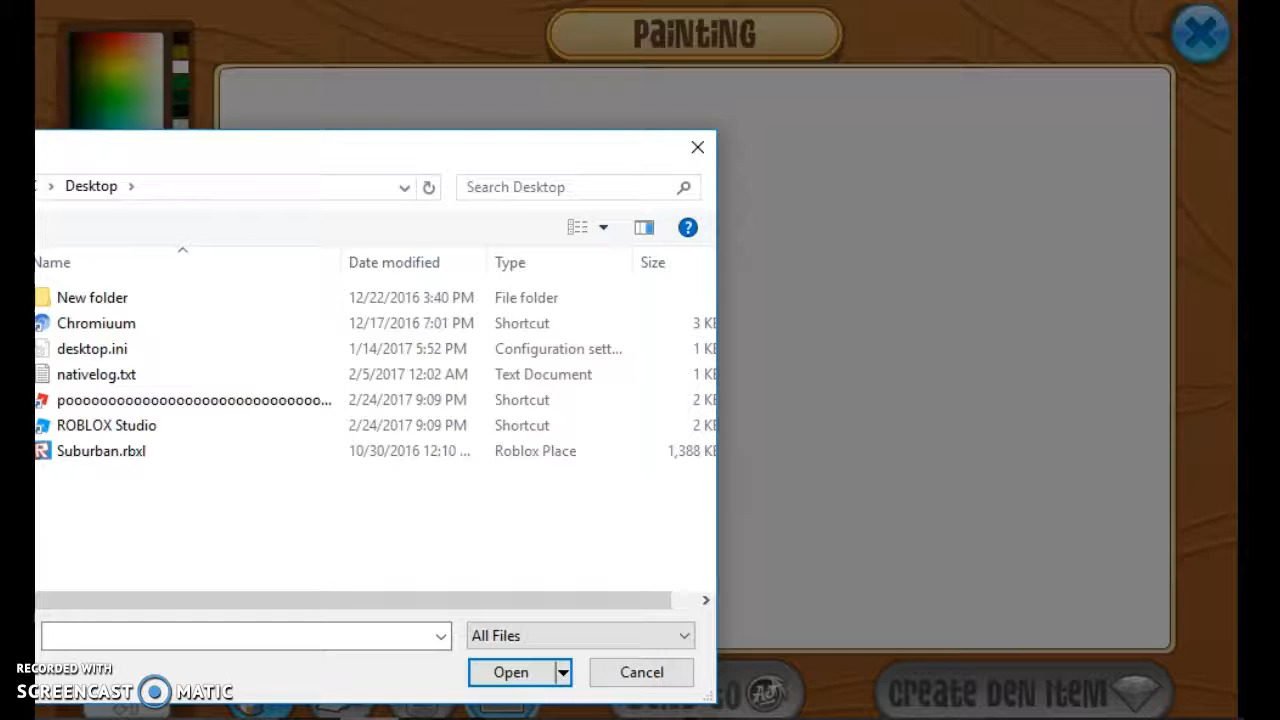 PAINTING
Desktop
Search Desktop
Name Date modified Type Size
New folder 12/22/2016 3:40 PM File folder
Chromiuum 12/17/2016 7:01 PM Shortcut 3 KB
desktop.ini 1/14/2017 5:52 PM Configuration sett... 1 KB
nativelog.txt 2/5/2017 12:02 AM Text Document 1 KB
poooooooooooooooooooooooooooooo... 2/24/2017 9:09 PM Shortcut 2 KB
ROBLOX Studio 2/24/2017 9:09 PM Shortcut 2 KB
Suburban.rbxl 10/30/2016 12:10 ... Roblox Place 1,388 KB
All Files
Open Cancel
CREATE DEN ITEM
RECORDED WITH
SCREENCAST MATIC